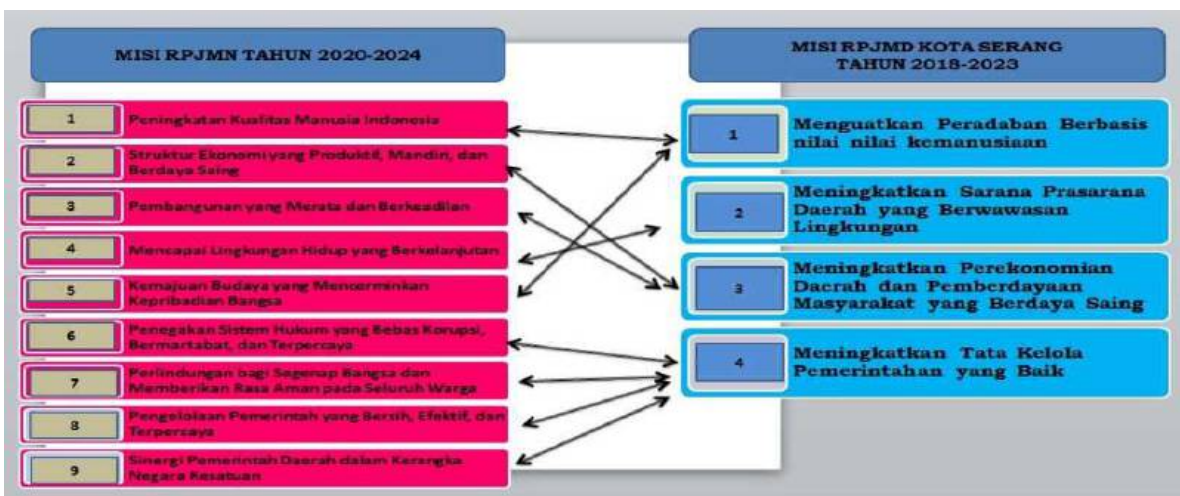 MISI RPJMN TAHUN 2020-2024
1
Peningkatan Kualitas Manusia Indonesia
2
Struktur Ekonomi yang Produktif, Mandiri, dan
Berdaya Saing
3
Pembangunan yang Merata dan Berkeadilan
4
Mencapai Lingkungan Hidup yang Berkelanjutan
5
Kemajuan Budaya yang Mencerminkan
Kepribadian Bangsa
6
Penegakan Sistem Hukum yang Bebas Korupsi,
Bermartabat, dan Terpercaya
7
Perlindungan bagi Segenap Bangsa dan
Memberikan Rasa Aman pada Seluruh Warga
8
Pengelolaan Pemerintah yang Bersih, Efektif, dan
Terpercaya
9
Sinergi Pemerintah Daerah dalam Kerangka
Negara Kesatuan
MISI RPJMD KOTA SERANG
TAHUN 2018-2023
1
Menguatkan Peradaban Berbasis
nilai nilai kemanusiaan
2
Meningkatkan Sarana Prasarana
Daerah yang Berwawasan
Lingkungan
3
Meningkatkan Perekonomian
Daerah dan Pemberdayaan
Masyarakat yang Berdaya Saing
4
Meningkatkan Tata Kelola
Pemerintahan yang Baik